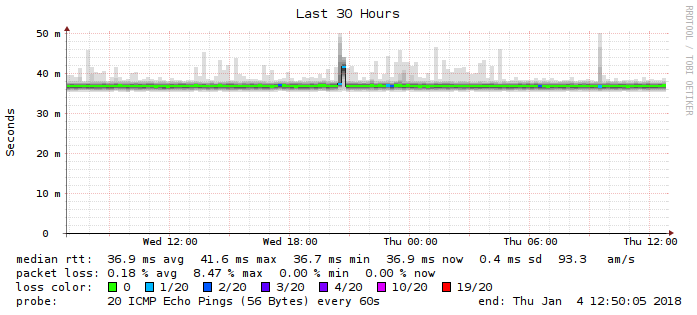 Last 30 Hours
RRDTOOL / TOBI OETIKER
Seconds
50 m
40 m
30 m
20 m
10 m
0
Wed 12:00 Wed 18:00 Thu 00:00 Thu 06:00 Thu 12:00
median rtt: 36.9 ms avg 41.6 ms max 36.7 ms min 36.9 ms now 0.4 ms sd 93.3 am/s
packet loss: 0.18 % avg 8.47 % max 0.00 % min 0.00 % now
loss color: 0 1/20 2/20 3/20 4/20 10/20 19/20
probe: 20 ICMP Echo Pings (56 Bytes) every 60s end: Thu Jan 4 12:50:05 2018